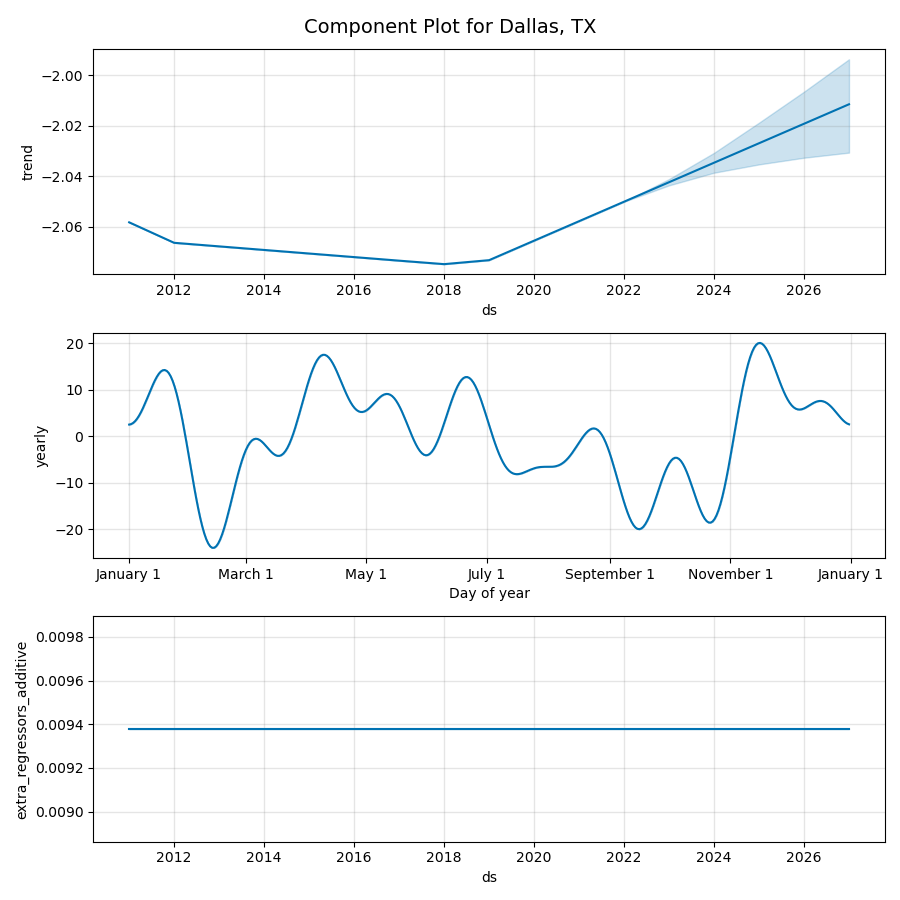 Component Plot for Dallas, TX
−2.00
−2.02
−2.04
−2.06
trend
2012 2014 2016 2018 2020 2022 2024 2026
ds
20
10
0
−10
−20
yearly
January 1 March 1 May 1 July 1 September 1 November 1 January 1
Day of year
0.0098
0.0096
0.0094
0.0092
0.0090
extra_regressors_additive
2012 2014 2016 2018 2020 2022 2024 2026
ds